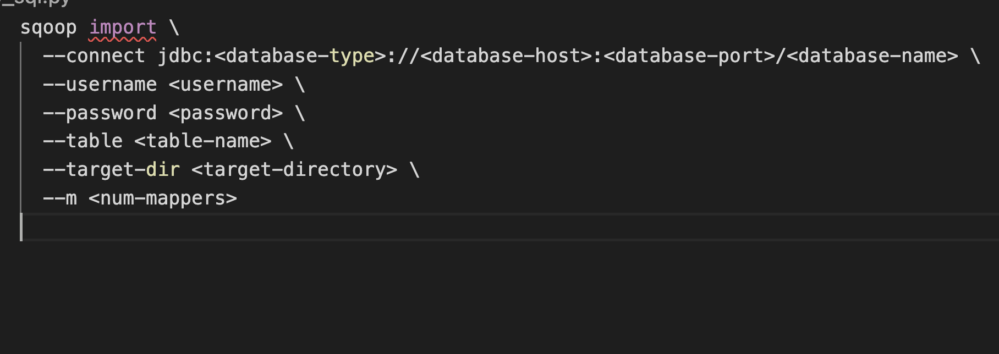 _sql.py
sqoop import \
--connect jdbc:<database-type>://<database-host>:<database-port>/<database-name> \
--username <username> \
--password <password> \
--table <table-name> \
--target-dir <target-directory> \
--m <num-mappers>